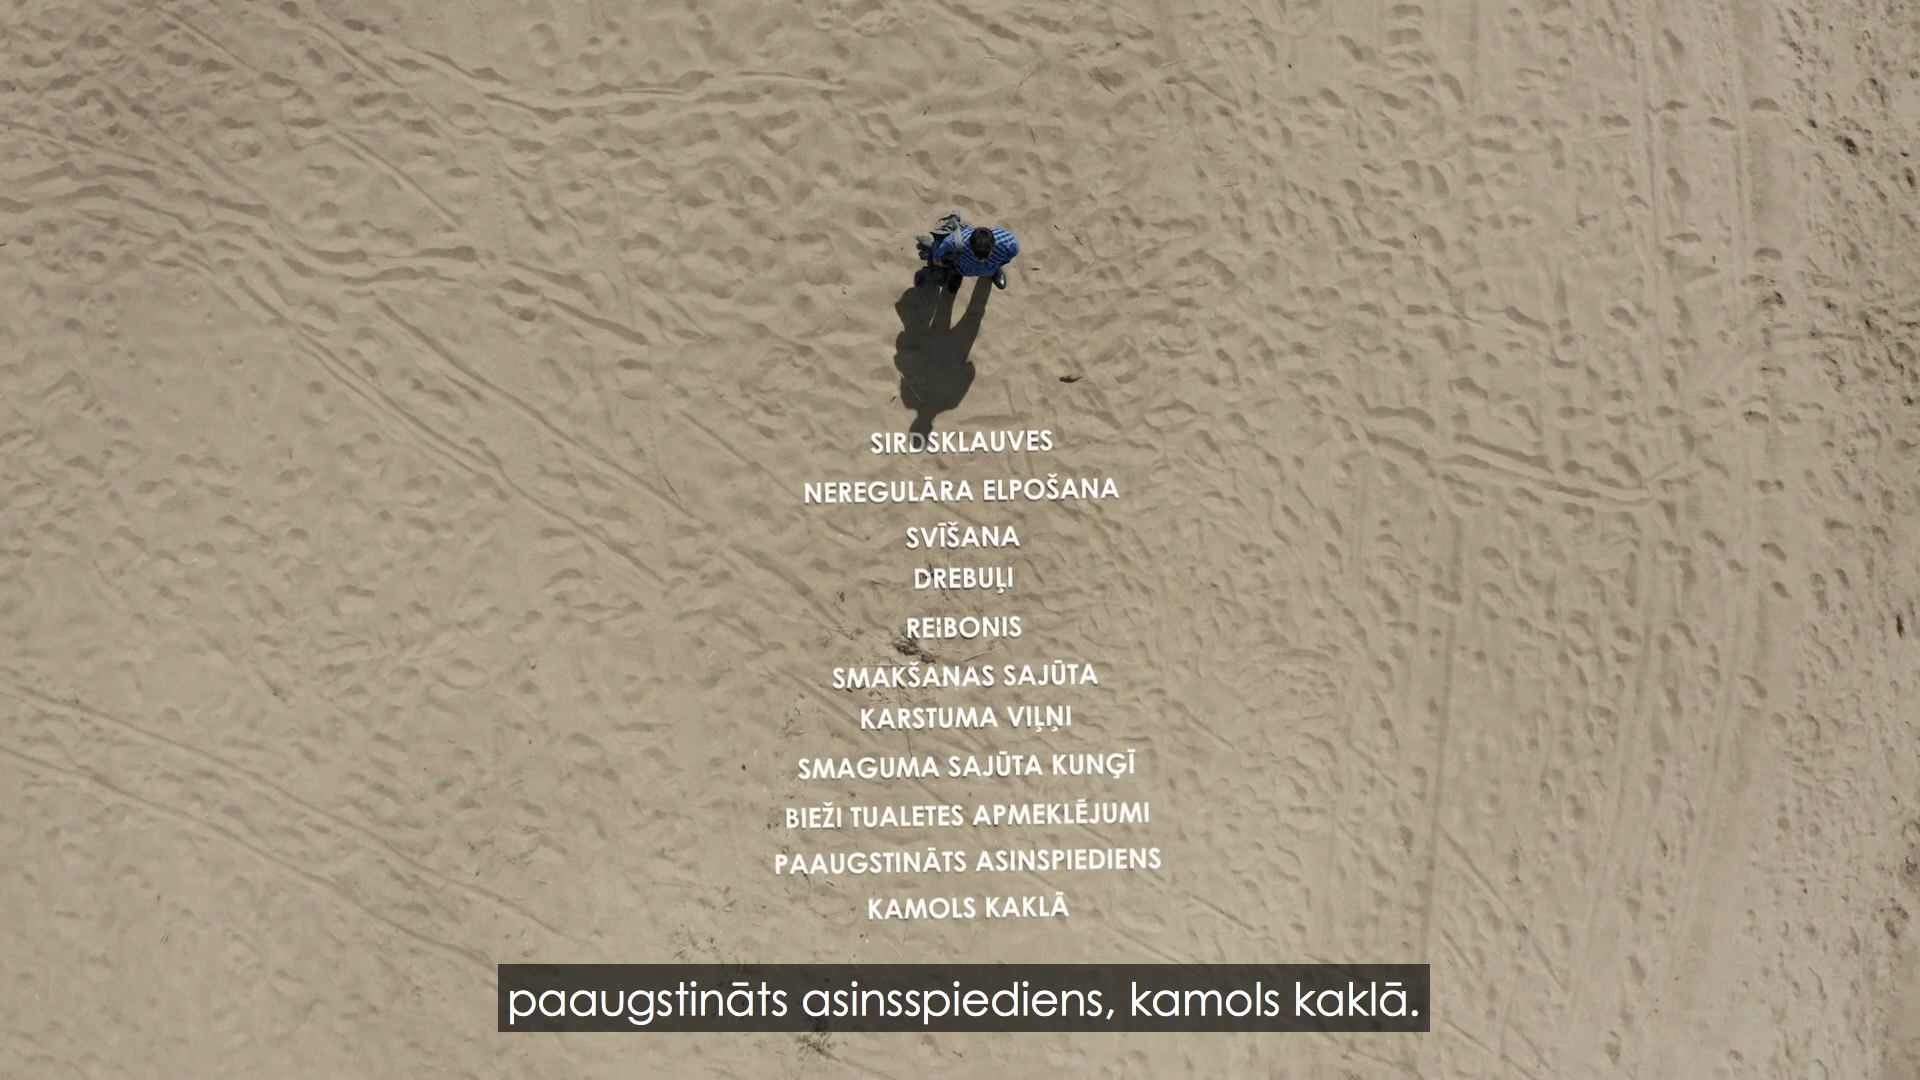 SIRDSKLAUVES
NEREGULĀRA ELPOŠANA
SVĪŠANA
DREBUĻI
REIBONIS
SMAKŠANAS SAJŪTA
KARSTUMA VIĻŅI
SMAGUMA SAJŪTA KUŅĢĪ
BIEŽI TUALETES APMEKLĒJUMI
PAAUGSTINĀTS ASINSPIEDIENS
KAMOLS KAKLĀ
paaugstināts asinsspiediens, kamols kaklā.